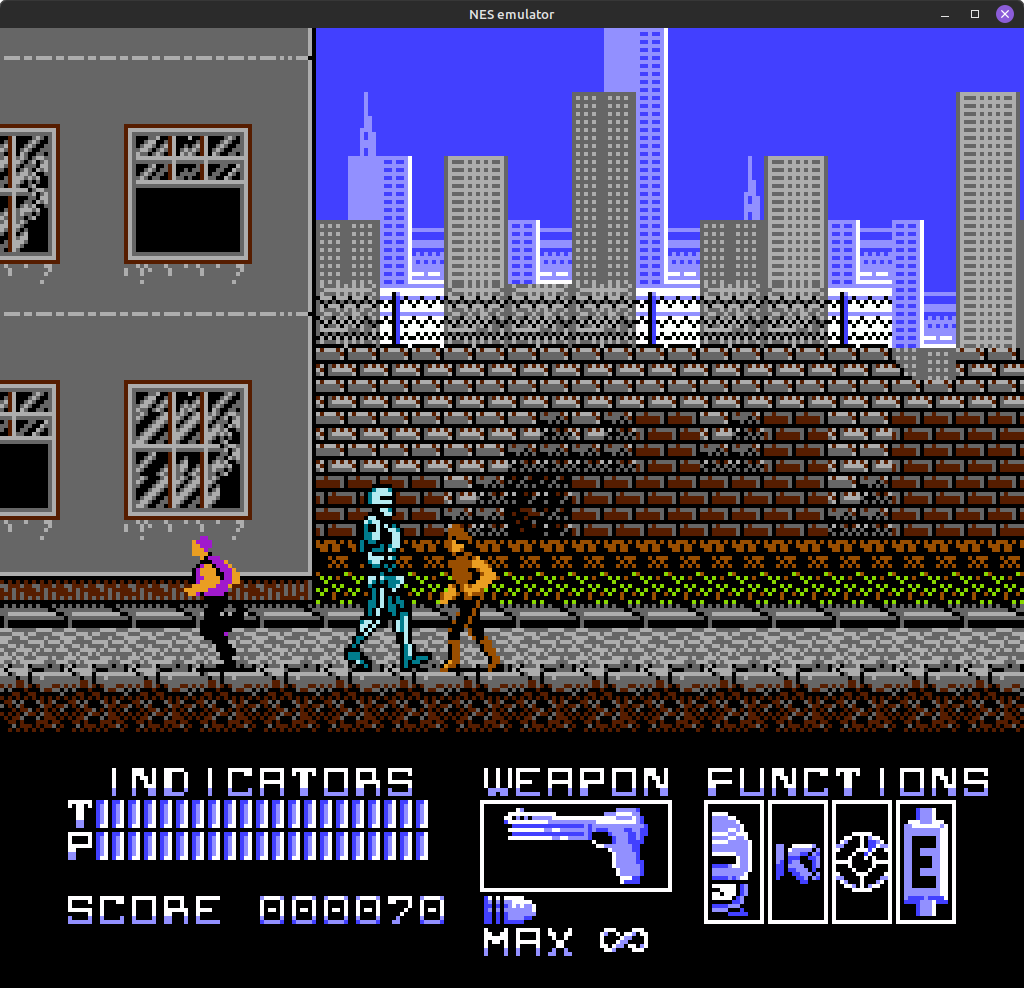 NES emulator
INDICATORS
T
P
SCORE 000070
WEAPON
MAX ∞
FUNCTIONS
E